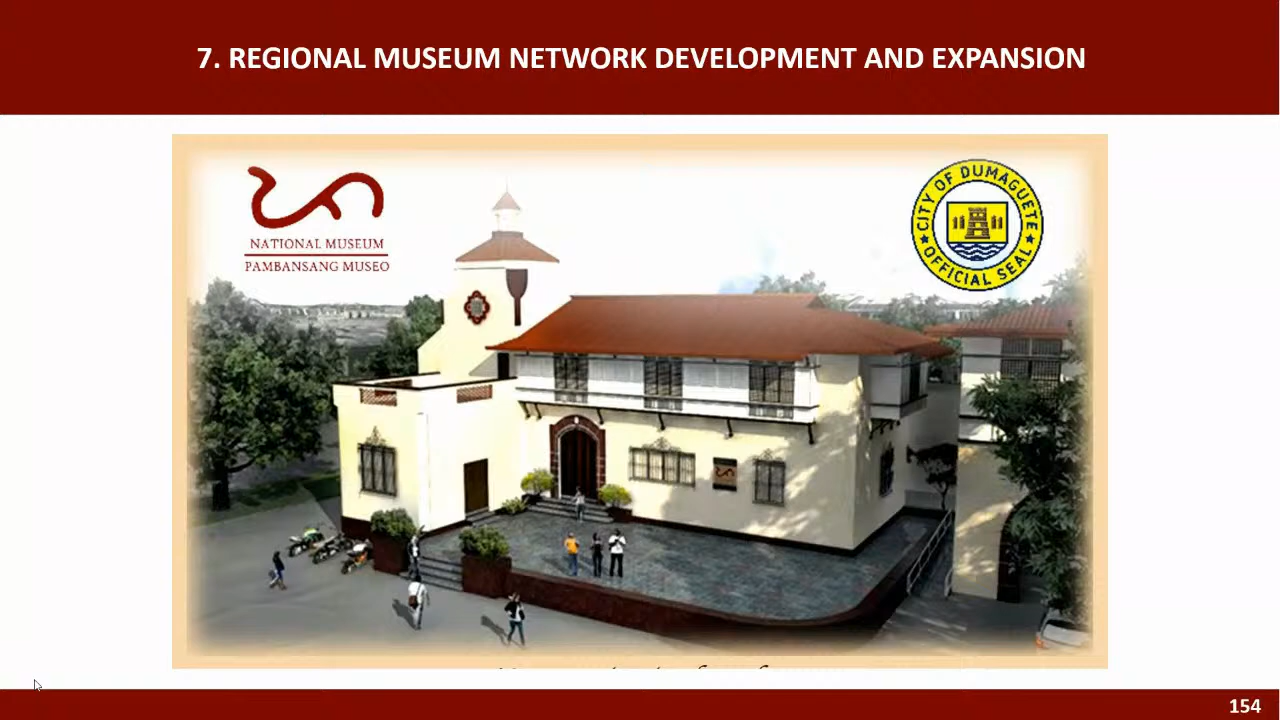 7. REGIONAL MUSEUM NETWORK DEVELOPMENT AND EXPANSION
NATIONAL MUSEUM
PAMBANSANG MUSEO
CITY OF DUMAGUETE
OFFICIAL SEAL
154